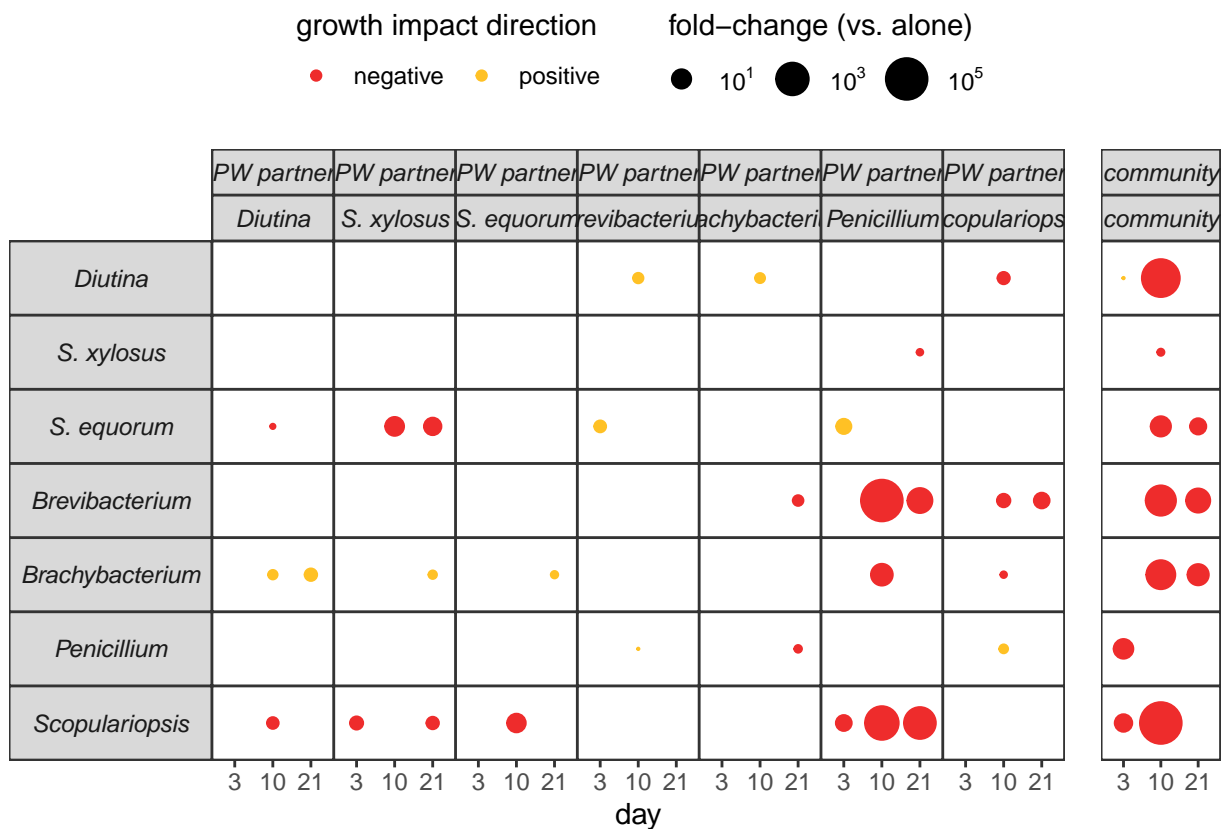 growth impact direction fold−change (vs. alone)
negative positive 10¹ 10³ 10⁵
PW partner PW partner PW partner PW partner PW partner PW partner PW partner community
Diutina S. xylosus S. equorum revibacteriu achybacteriu Penicillium copulariops community
Diutina
S. xylosus
S. equorum
Brevibacterium
Brachybacterium
Penicillium
Scopulariopsis
3 10 21 3 10 21 3 10 21 3 10 21 3 10 21 3 10 21 3 10 21 3 10 21
day